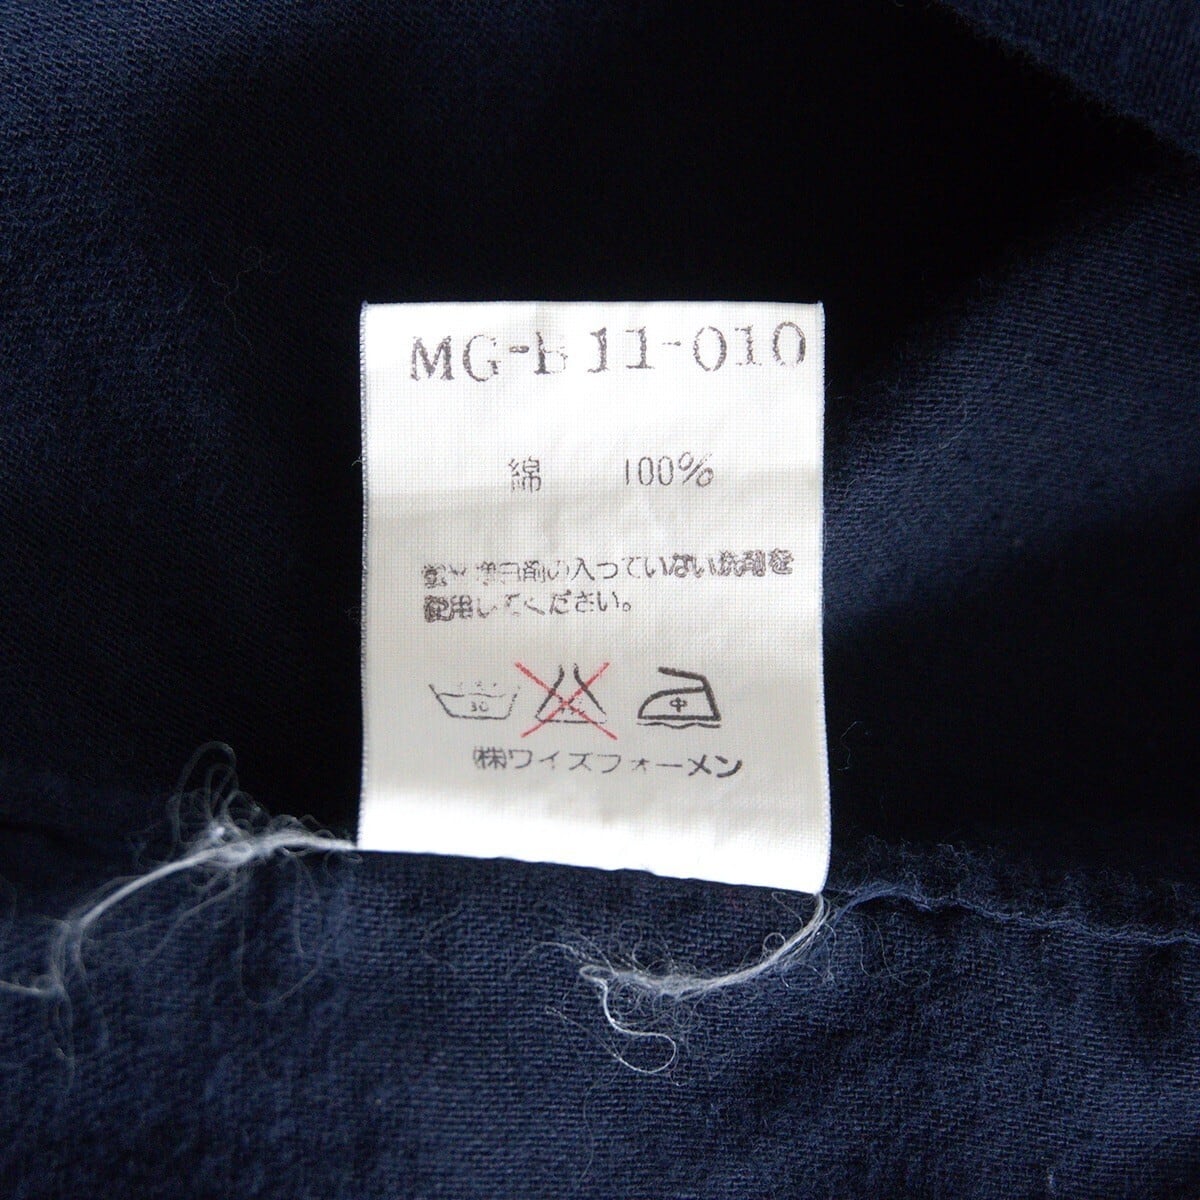 MG-B11-010
綿 100%
蛍光増白剤の入っていない洗剤を
使用してください。
30
中
㈱ワイズフォーメン